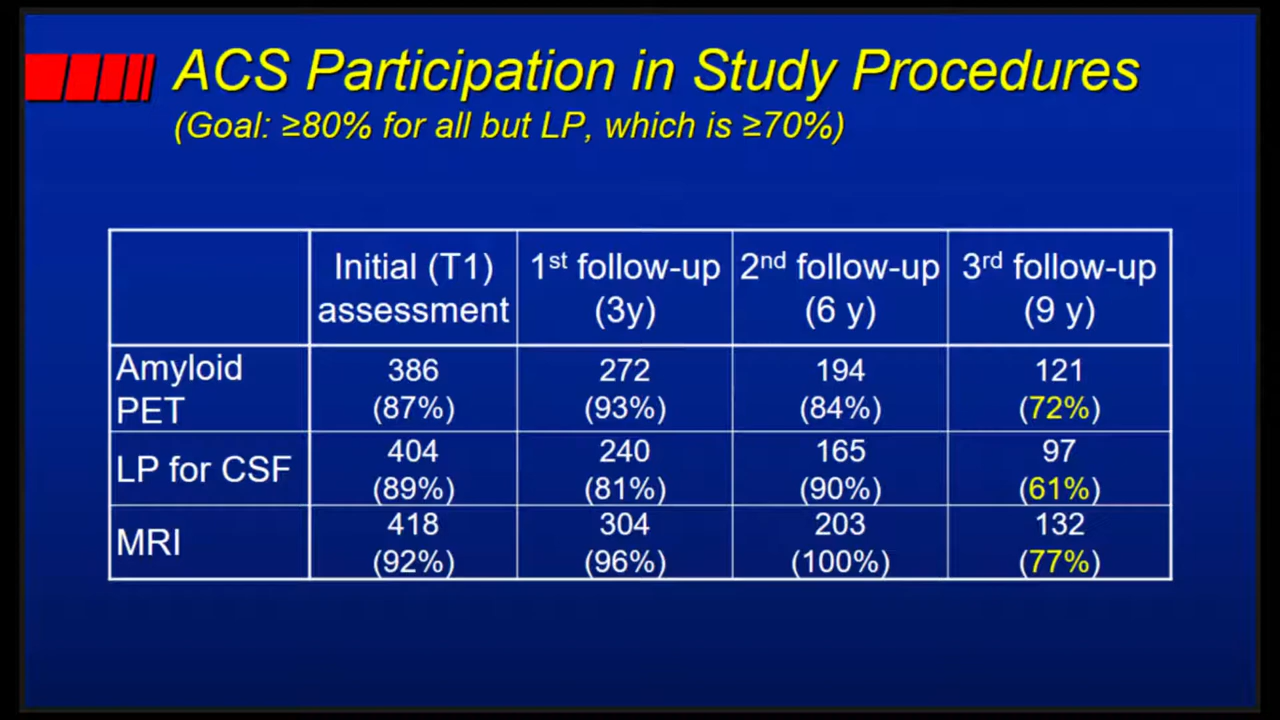 ACS Participation in Study Procedures
(Goal: ≥80% for all but LP, which is ≥70%)
Initial (T1) assessment
1st follow-up (3y)
2nd follow-up (6 y)
3rd follow-up (9 y)
Amyloid PET
386 (87%)
272 (93%)
194 (84%)
121 (72%)
LP for CSF
404 (89%)
240 (81%)
165 (90%)
97 (61%)
MRI
418 (92%)
304 (96%)
203 (100%)
132 (77%)